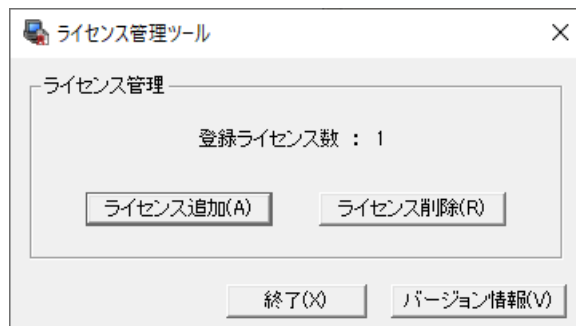 ライセンス管理ツール
ライセンス管理
登録ライセンス数 : 1
ライセンス追加(A)
ライセンス削除(R)
終了(X)
バージョン情報(V)